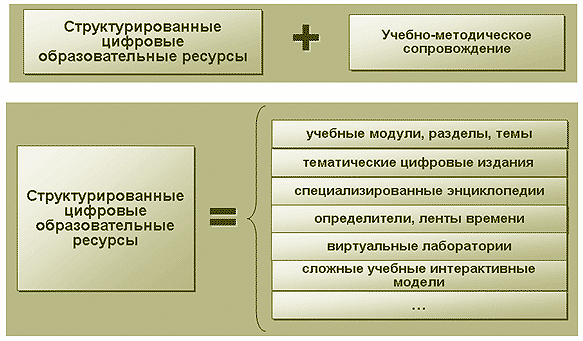 Структурированные
цифровые
образовательные ресурсы
+
Учебно-методическое
сопровождение
Структурированные
цифровые
образовательные
ресурсы
=
учебные модули, разделы, темы
тематические цифровые издания
специализированные энциклопедии
определители, ленты времени
виртуальные лаборатории
сложные учебные интерактивные
модели
...